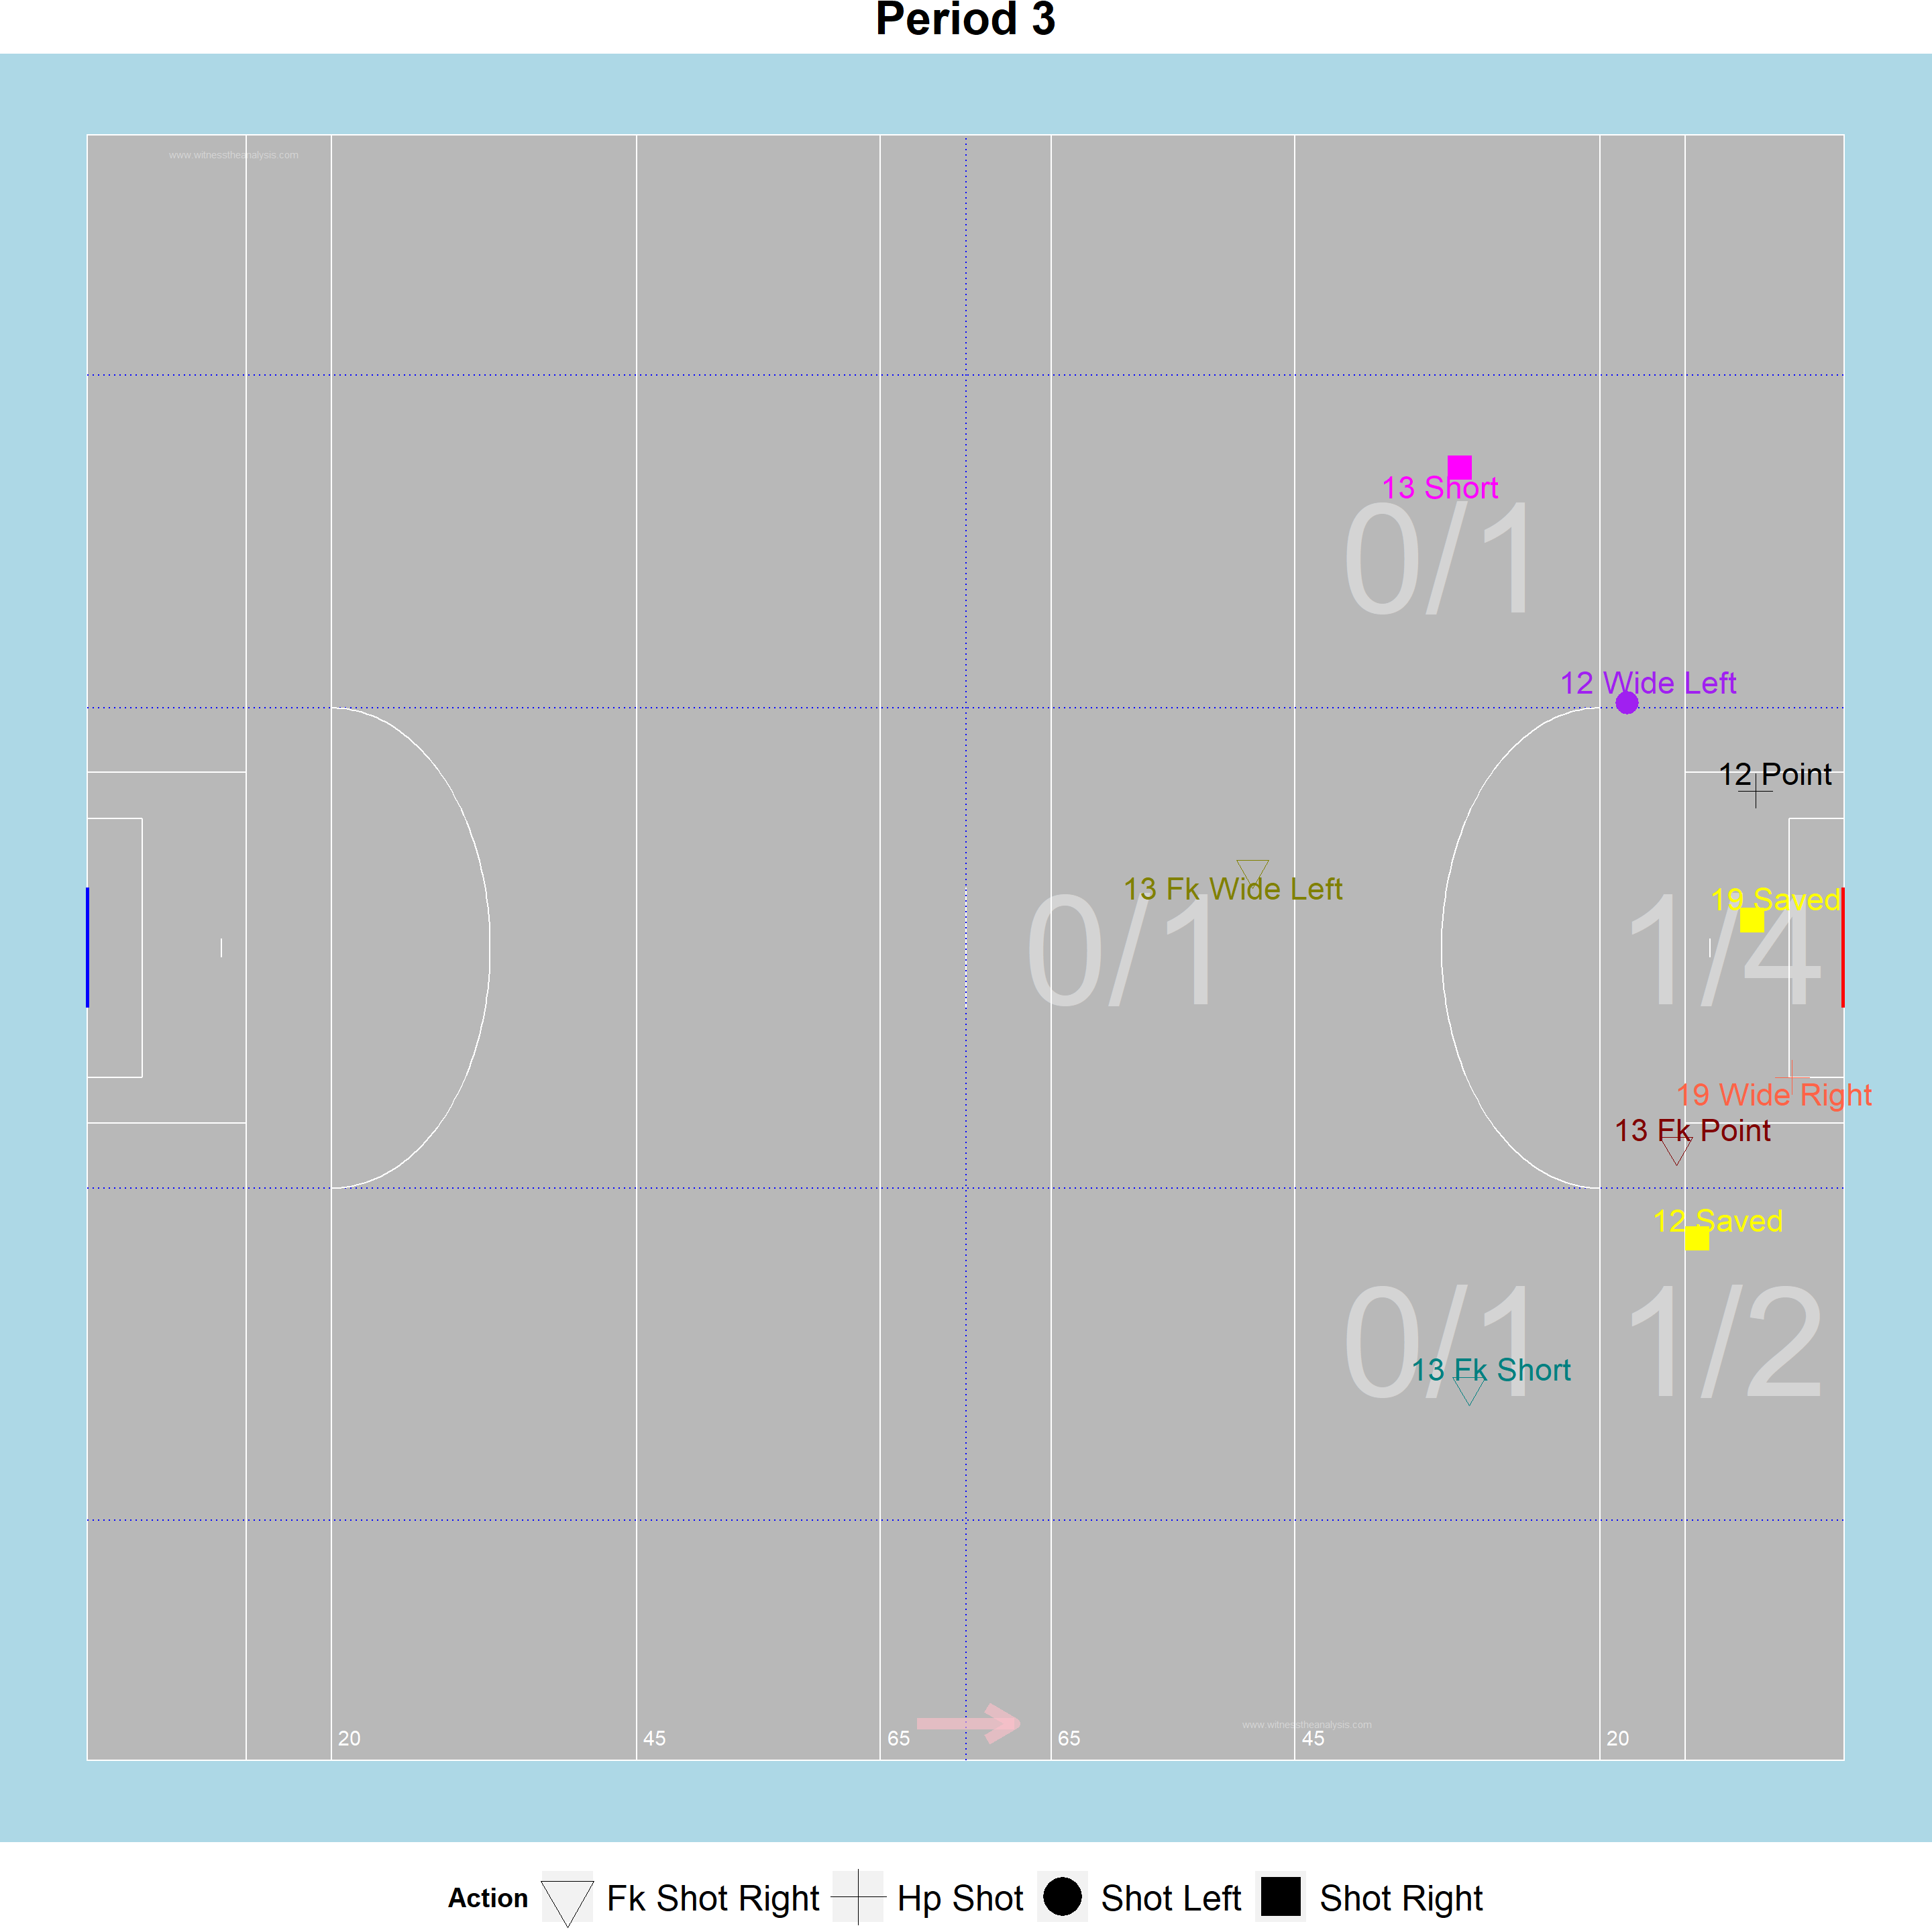 Period 3
www.witnesstheanalysis.com
13 Short
0/1
12 Wide Left
12 Point
13 Fk Wide Left
19 Saved
0/1
1/4
19 Wide Right
13 Fk Point
12 Saved
0/1
1/2
13 Fk Short
www.witnesstheanalysis.com
20
45
65
65
45
20
Action
Fk Shot Right
Hp Shot
Shot Left
Shot Right